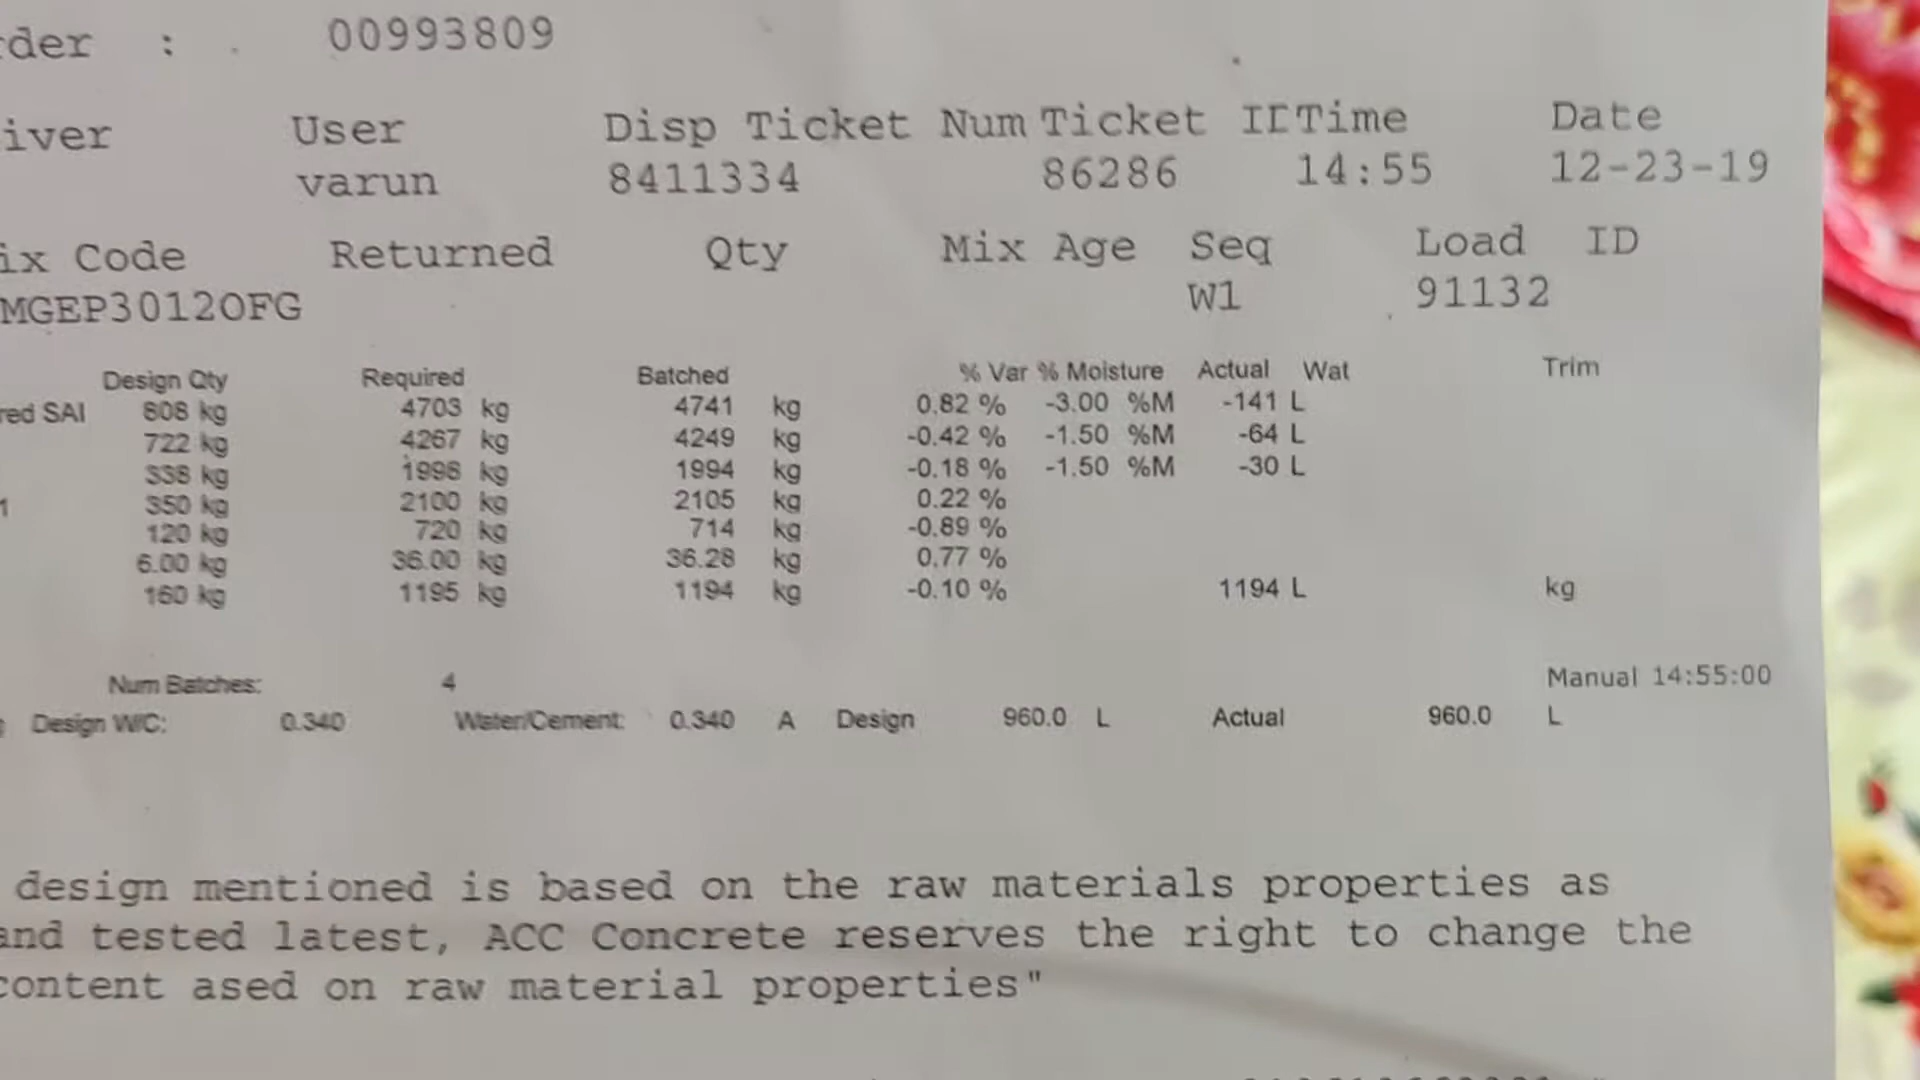 rder : 00993809
iver User Disp Ticket Num Ticket ID Time Date
varun 8411334 86286 14:55 12-23-19
ix Code Returned Qty Mix Age Seq Load ID
MGEP3012OFG W1 91132
Design Qty Required Batched % Var % Moisture Actual Wat Trim
red SAI 808 kg 4703 kg 4741 kg 0.82 % -3.00 %M -141 L
722 kg 4267 kg 4249 kg -0.42 % -1.50 %M -64 L
338 kg 1998 kg 1994 kg -0.18 % -1.50 %M -30 L
1 350 kg 2100 kg 2105 kg 0.22 %
120 kg 720 kg 714 kg -0.89 %
6.00 kg 36.00 kg 36.28 kg 0.77 %
160 kg 1195 kg 1194 kg -0.10 % 1194 L kg
Num Batches: 4 Manual 14:55:00
Design W/C: 0.340 Water/Cement: 0.340 A Design 960.0 L Actual 960.0 L
design mentioned is based on the raw materials properties as
and tested latest, ACC Concrete reserves the right to change the
content ased on raw material properties"